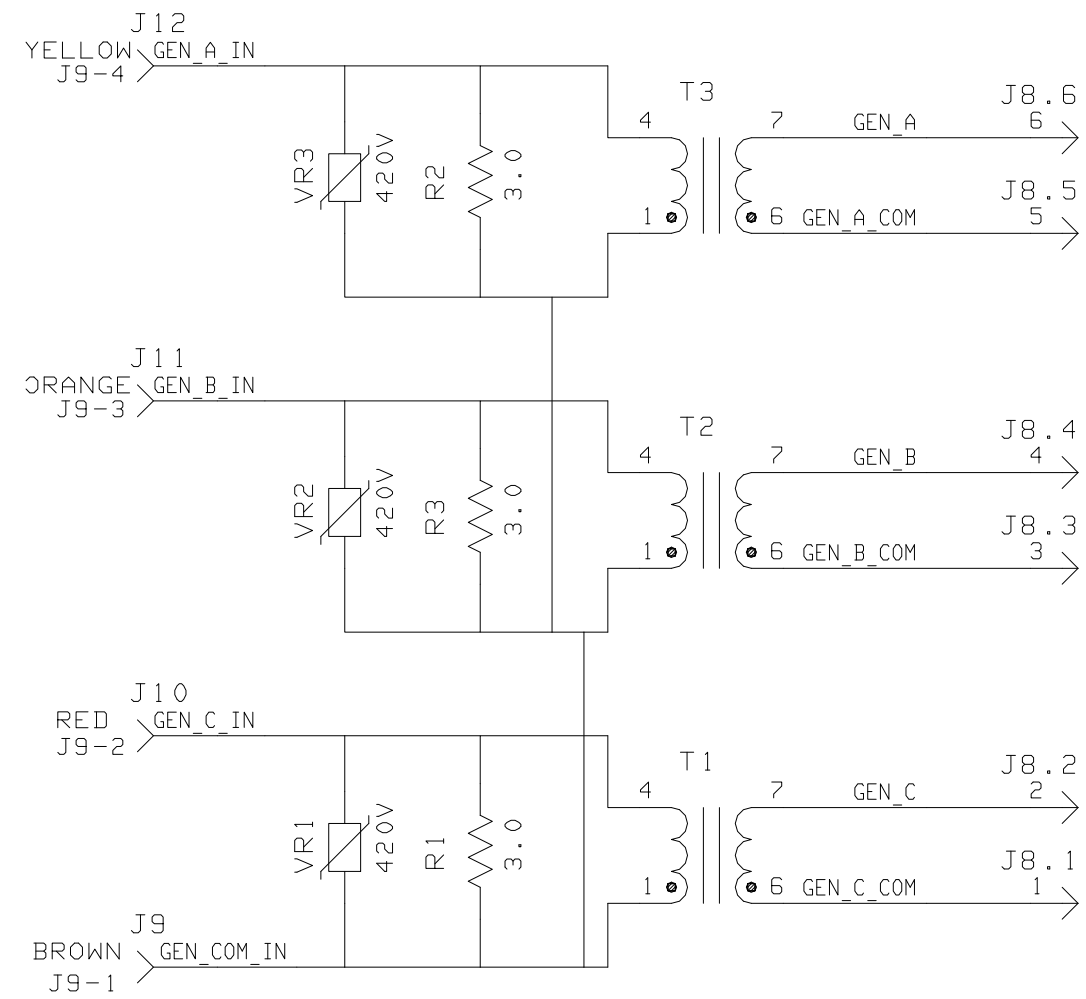 J12
YELLOW GEN_A_IN
J9-4
T3
J8.6
4 7 GEN_A 6
VR3 420V R2 3.0
J8.5
1 6 GEN_A_COM 5
J11
ORANGE GEN_B_IN
J9-3
T2
J8.4
4 7 GEN_B 4
VR2 420V R3 3.0
J8.3
1 6 GEN_B_COM 3
J10
RED GEN_C_IN
J9-2
T1
J8.2
4 7 GEN_C 2
VR1 420V R1 3.0
J8.1
1 6 GEN_C_COM 1
J9
BROWN GEN_COM_IN
J9-1